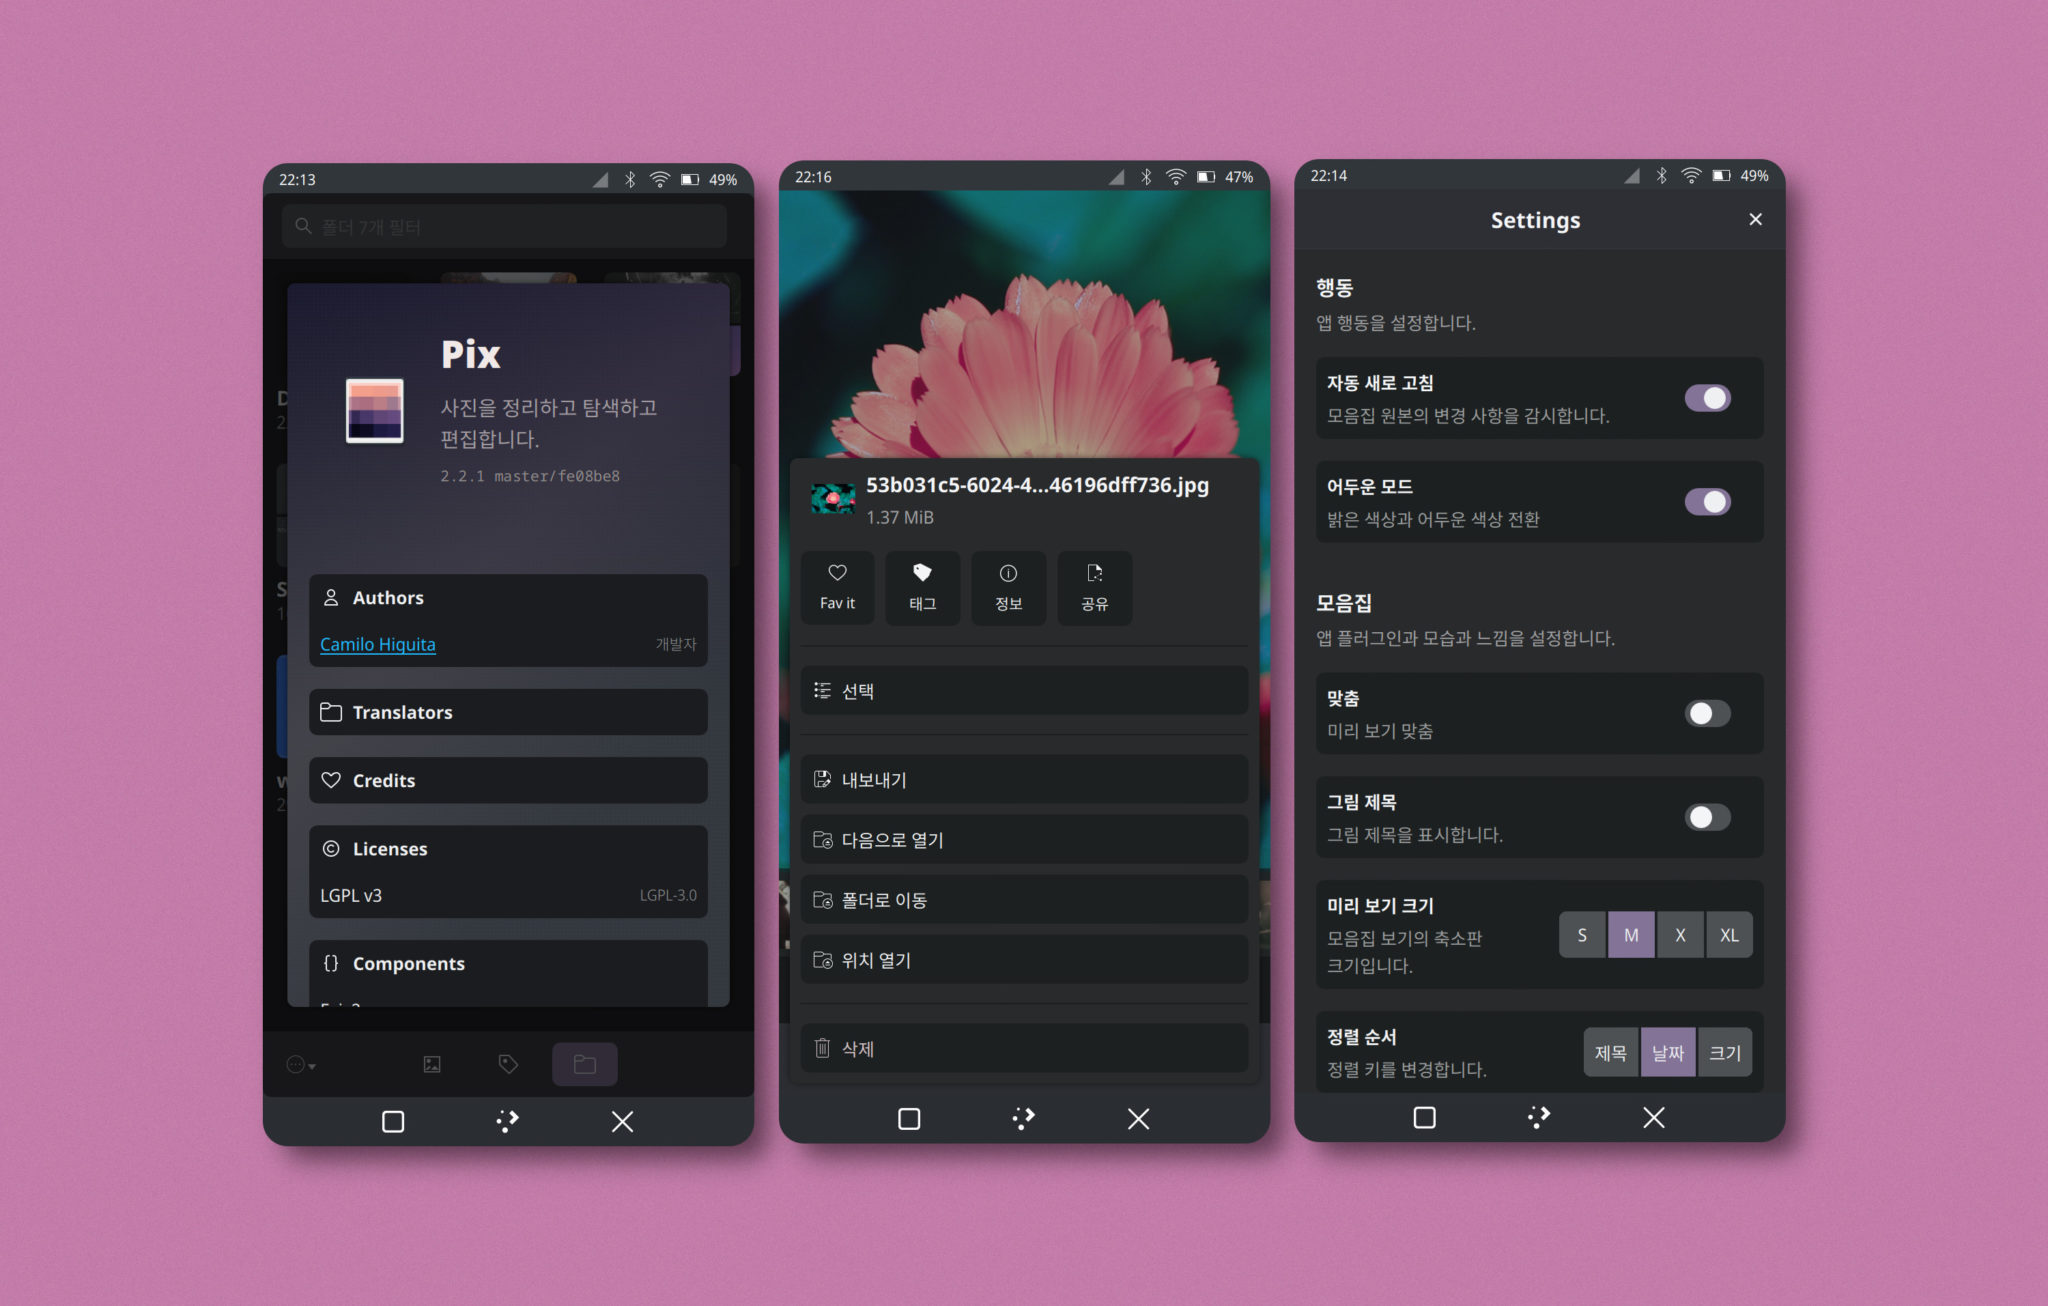 22:13
49%
폴더 7개 필터
Pix
사진을 정리하고 탐색하고
편집합니다.
2.2.1 master/fe08be8
Authors
Camilo Higuita
개발자
Translators
Credits
Licenses
LGPL v3
LGPL-3.0
Components
22:16
47%
53b031c5-6024-4...46196dff736.jpg
1.37 MiB
Fav it
태그
정보
공유
선택
내보내기
다음으로 열기
폴더로 이동
위치 열기
삭제
22:14
49%
Settings
행동
앱 행동을 설정합니다.
자동 새로 고침
모음집 원본의 변경 사항을 감시합니다.
어두운 모드
밝은 색상과 어두운 색상 전환
모음집
앱 플러그인과 모습과 느낌을 설정합니다.
맞춤
미리 보기 맞춤
그림 제목
그림 제목을 표시합니다.
미리 보기 크기
모음집 보기의 축소판
크기입니다.
S
M
X
XL
정렬 순서
정렬 키를 변경합니다.
제목
날짜
크기